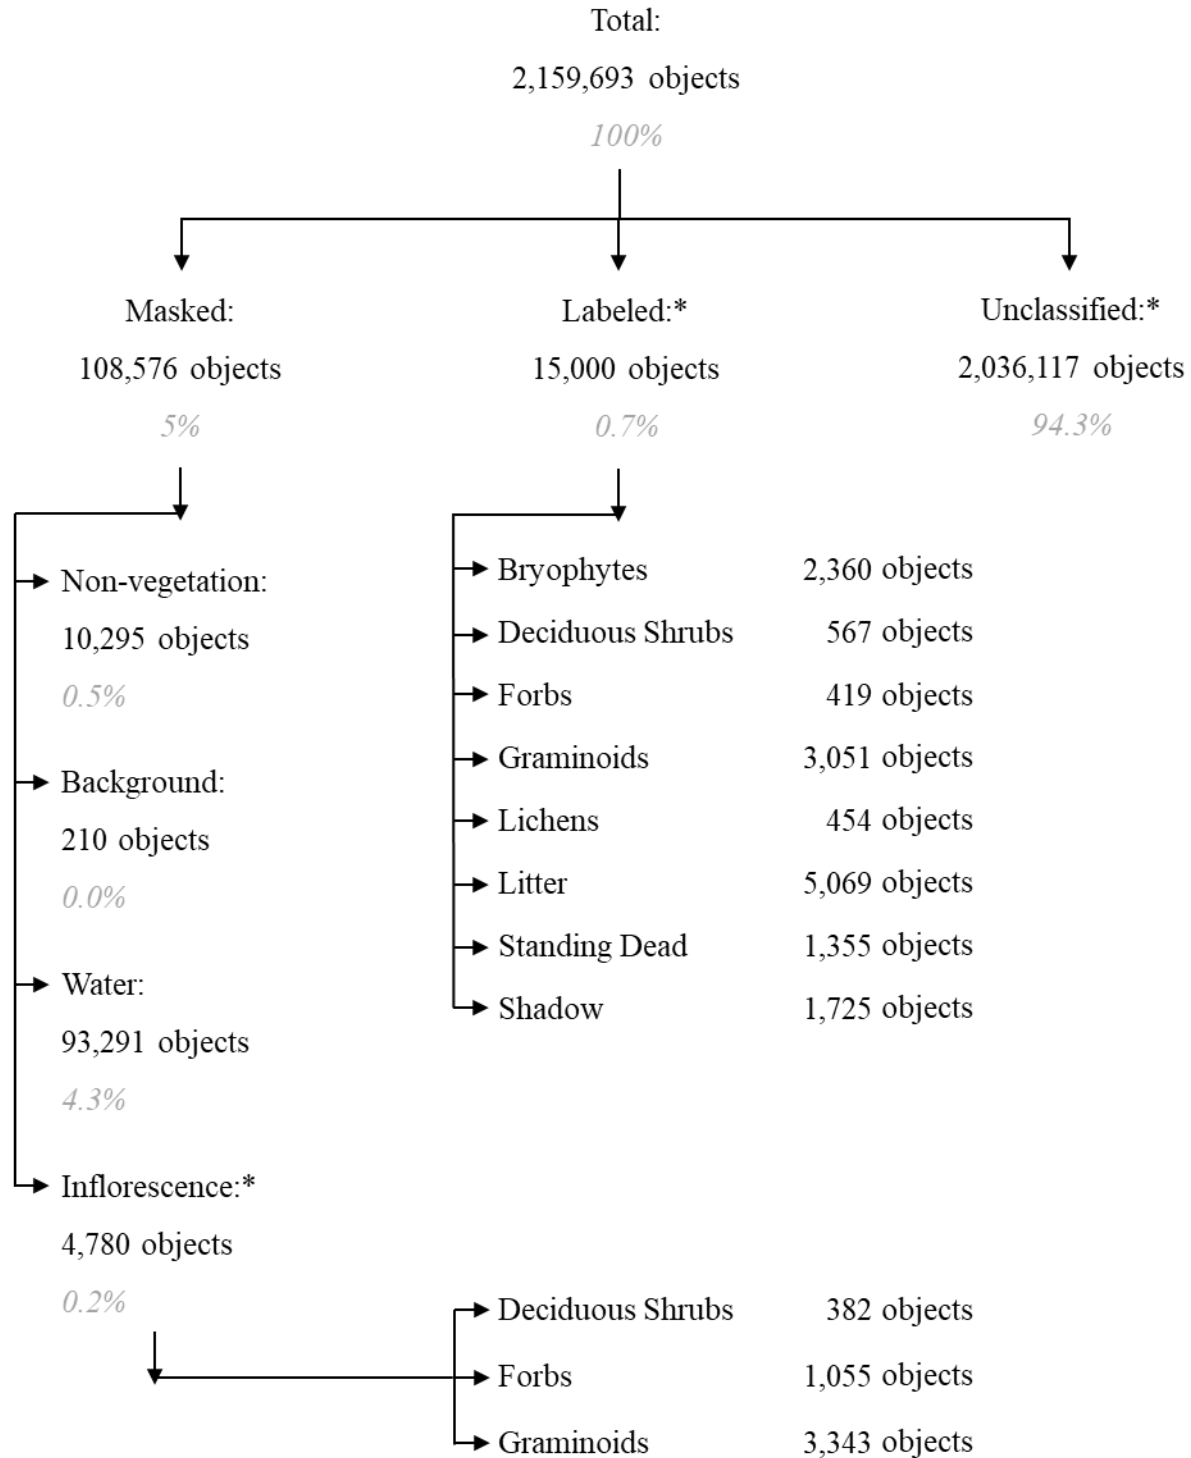 Total:
2,159,693 objects
100%
Masked:
108,576 objects
5%
Labeled:*
15,000 objects
0.7%
Unclassified:*
2,036,117 objects
94.3%
Non-vegetation:
10,295 objects
0.5%
Background:
210 objects
0.0%
Water:
93,291 objects
4.3%
Inflorescence:*
4,780 objects
0.2%
Bryophytes 2,360 objects
Deciduous Shrubs 567 objects
Forbs 419 objects
Graminoids 3,051 objects
Lichens 454 objects
Litter 5,069 objects
Standing Dead 1,355 objects
Shadow 1,725 objects
Deciduous Shrubs 382 objects
Forbs 1,055 objects
Graminoids 3,343 objects